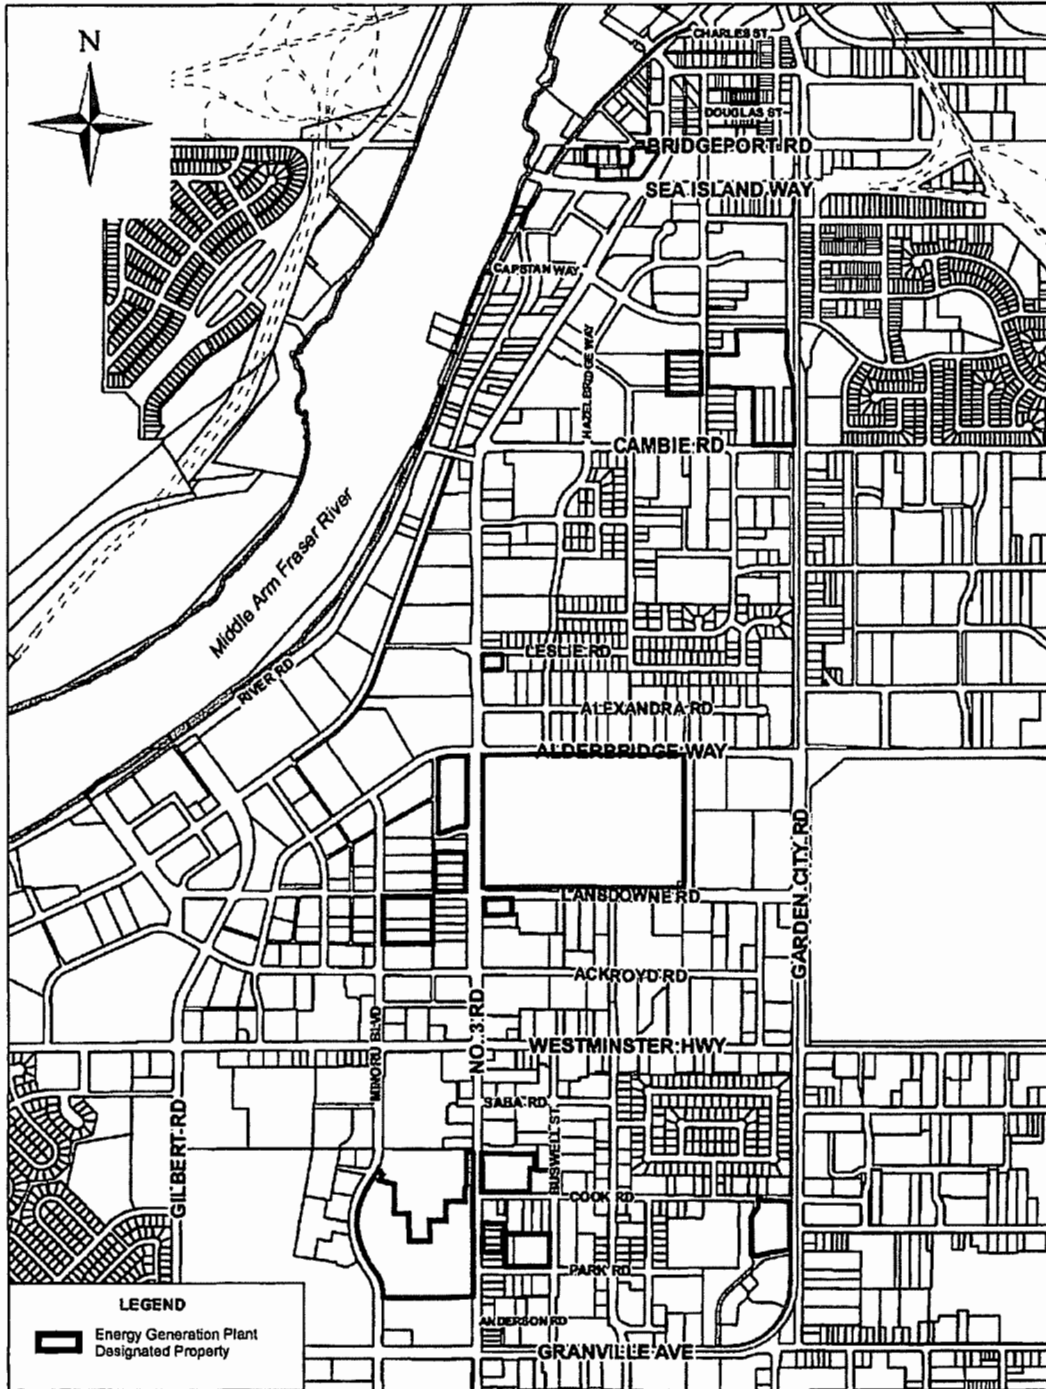 N
CHARLES ST
DOUGLAS ST
BRIDGEPORT RD
SEA ISLAND WAY
CAPSTAN WAY
HAZELBRIDGE WAY
CAMBIE RD
Middle Arm Fraser River
RIVER RD
LESLIE RD
ALEXANDRA RD
ALDERBRIDGE WAY
GARDEN CITY RD
LANSDOWNE RD
ACKROYD RD
NO. 3 RD
MINORU BLVD
WESTMINSTER HWY
SABA RD
BUSWELL ST
GILBERT RD
COOK RD
PARK RD
ANDERSON RD
GRANVILLE AVE
LEGEND
Energy Generation Plant
Designated Property